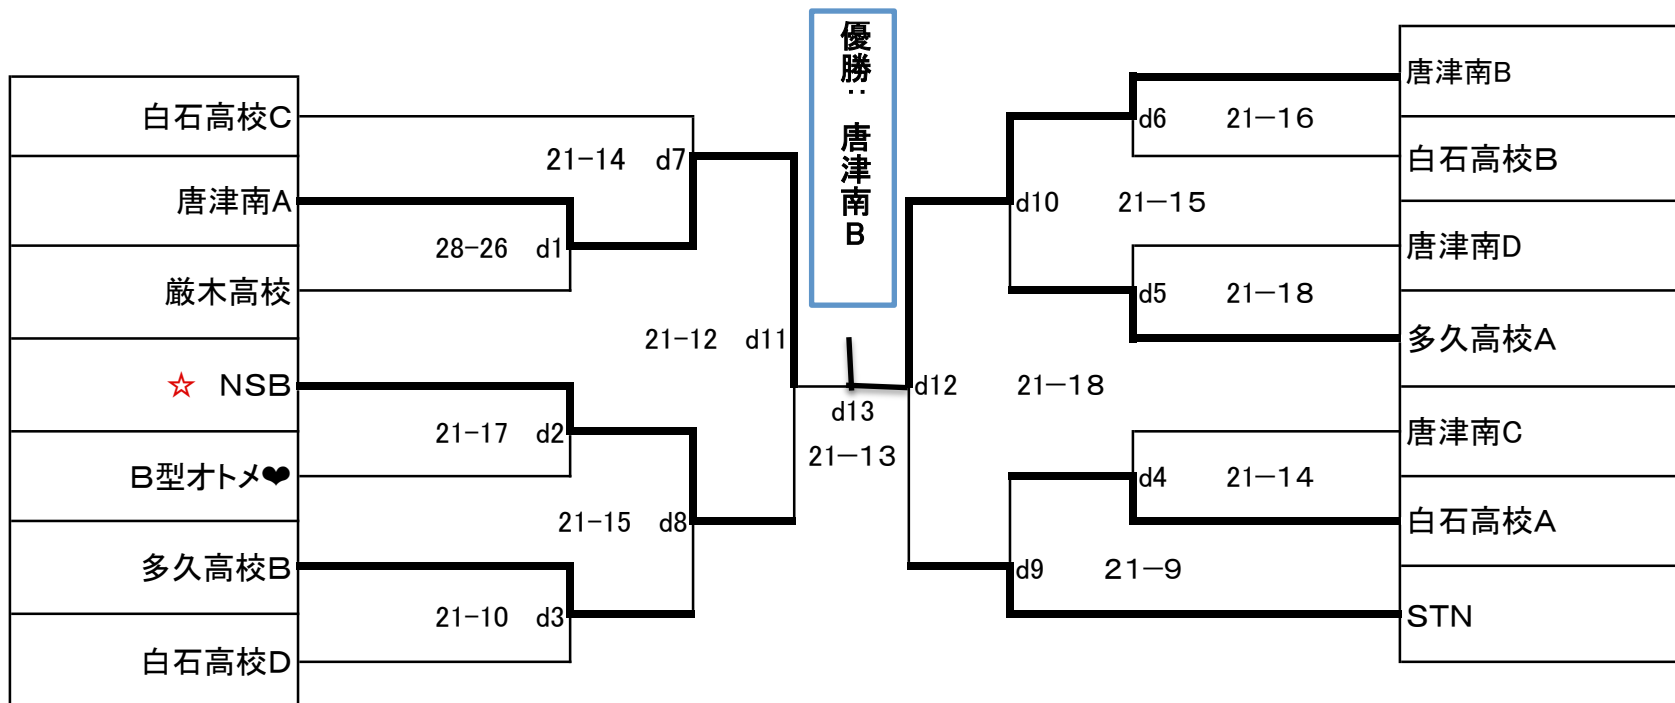 優勝： 唐津南B
白石高校C
唐津南A
厳木高校
☆ NSB
B型オトメ❤
多久高校B
白石高校D
21-14 d7
28-26 d1
21-12 d11
21-17 d2
21-15 d8
21-10 d3
d13
21－13
d12 21－18
d6 21－16
d10 21－15
d5 21－18
d4 21－14
d9 21－9
唐津南B
白石高校B
唐津南D
多久高校A
唐津南C
白石高校A
STN